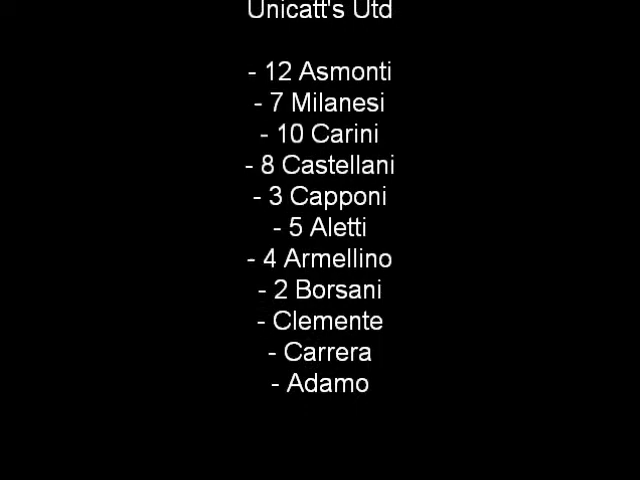 Unicatt's Utd
- 12 Asmonti
- 7 Milanesi
- 10 Carini
- 8 Castellani
- 3 Capponi
- 5 Aletti
- 4 Armellino
- 2 Borsani
- Clemente
- Carrera
- Adamo